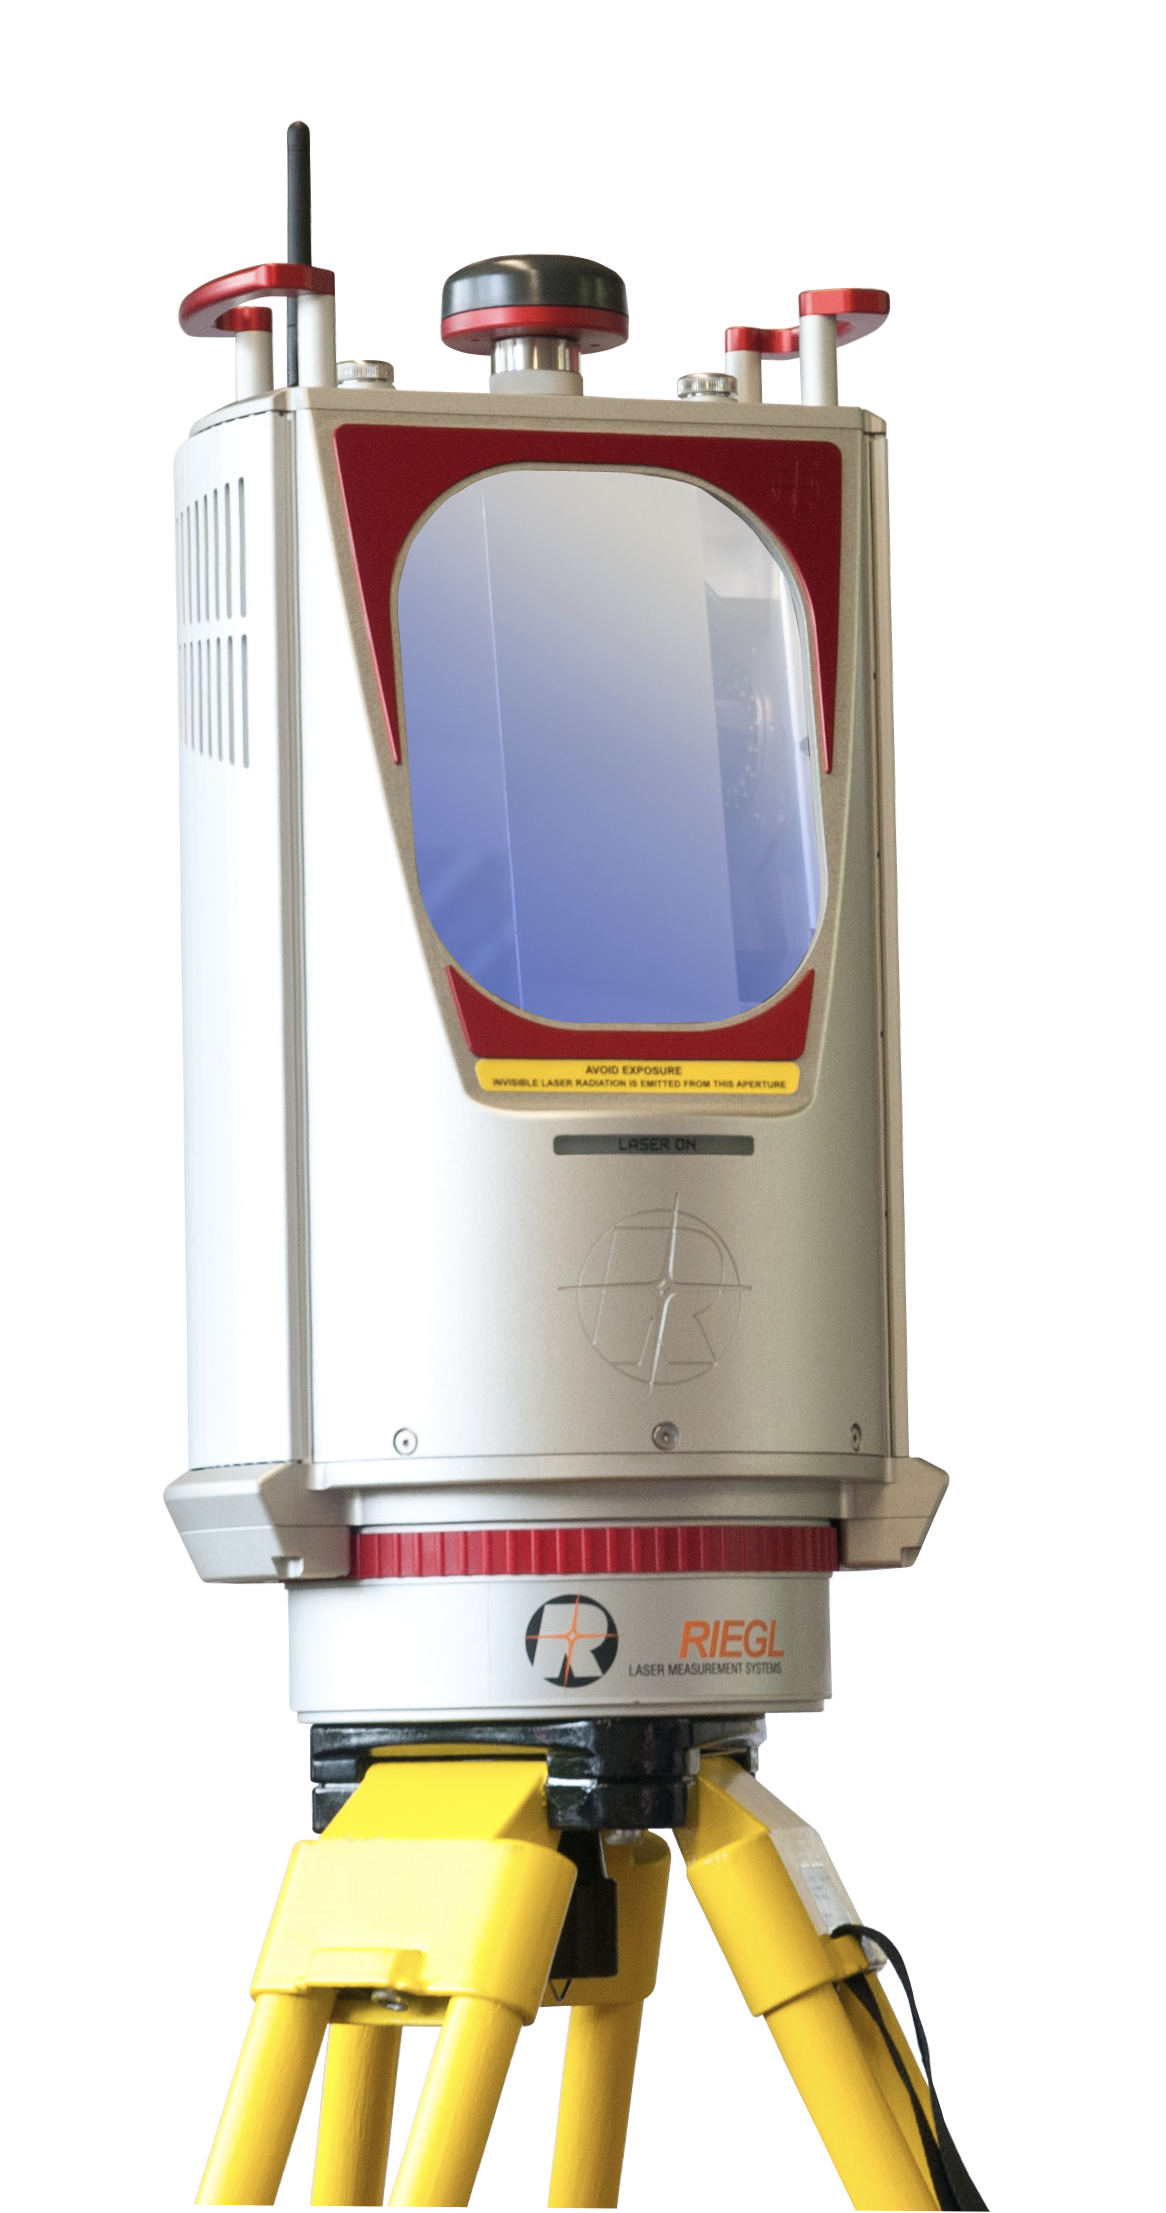 AVOID EXPOSURE
INVISIBLE LASER RADIATION IS EMITTED FROM THIS APERTURE
LASER ON
R
R
RIEGL
LASER MEASUREMENT SYSTEMS